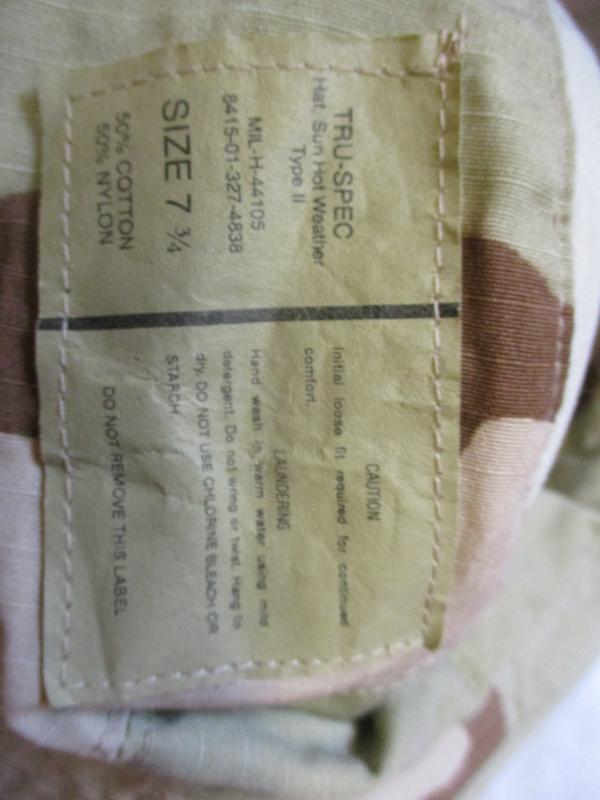 TRU-SPEC
Hat, Sun Hot Weather
Type II
MIL-H-44105
8415-01-327-4838
SIZE 7 3/4
50% COTTON
50% NYLON
CAUTION
Initial loose fit required for continued
comfort.
LAUNDERING
Hand wash in warm water using mild
detergent. Do not wring or twist. Hang to
dry. DO NOT USE CHLORINE BLEACH OR
STARCH.
DO NOT REMOVE THIS LABEL